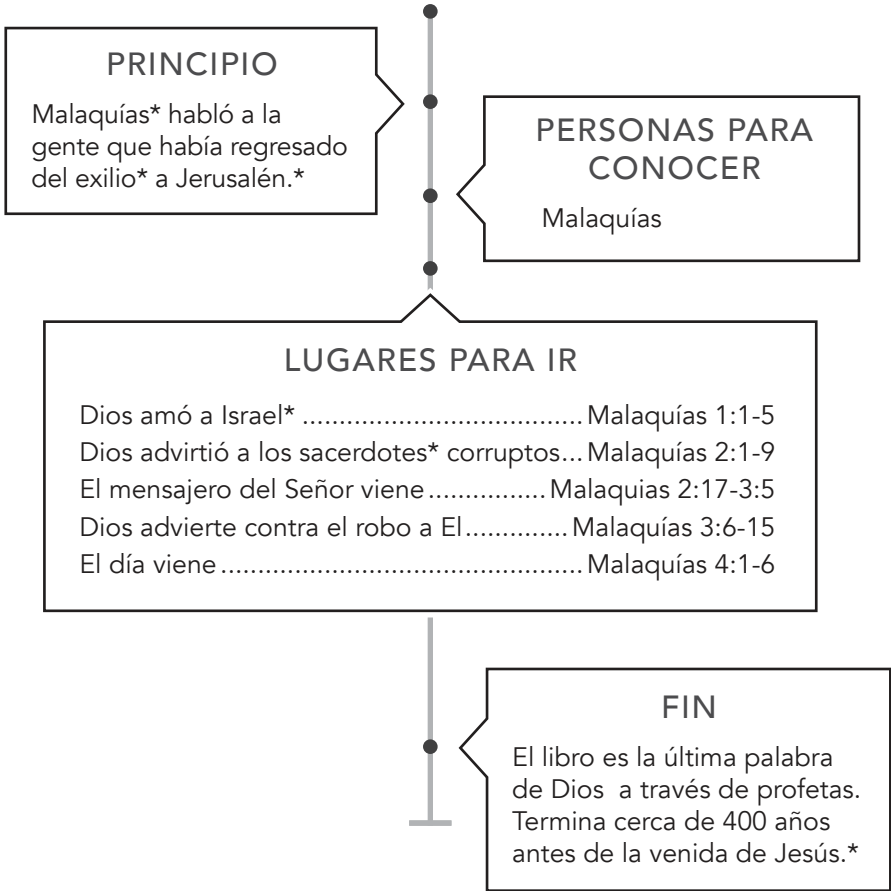 PRINCIPIO
Malaquías* habló a la
gente que había regresado
del exilio* a Jerusalén.*
PERSONAS PARA
CONOCER
Malaquías
LUGARES PARA IR
Dios amó a Israel* ..................................... Malaquías 1:1-5
Dios advirtió a los sacerdotes* corruptos... Malaquías 2:1-9
El mensajero del Señor viene ............... Malaquias 2:17-3:5
Dios advierte contra el robo a El............. Malaquías 3:6-15
El día viene ................................................ Malaquías 4:1-6
FIN
El libro es la última palabra
de Dios  a través de profetas.
Termina cerca de 400 años
antes de la venida de Jesús.*